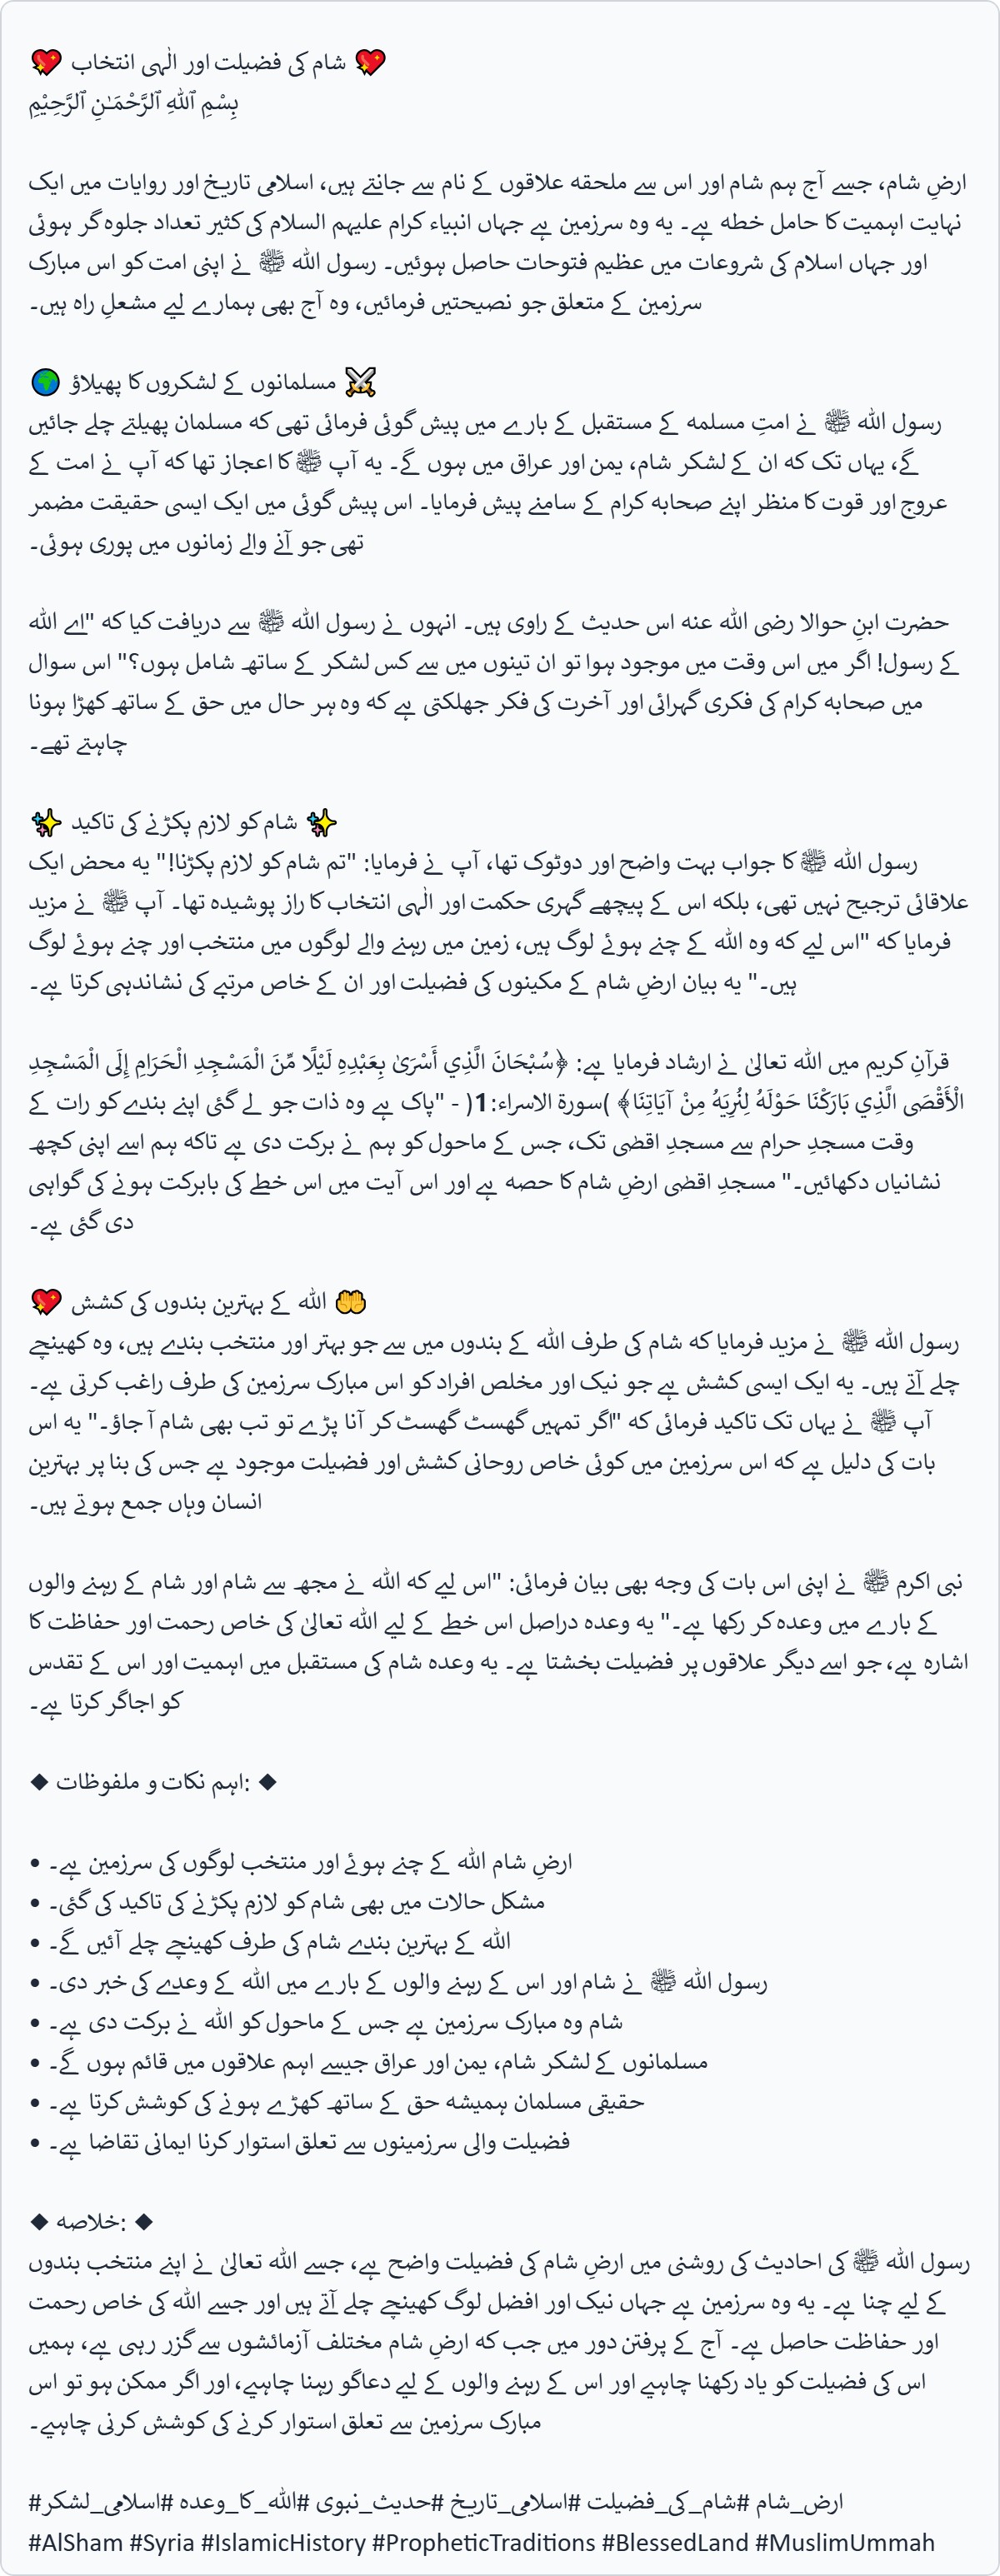 💖 شام کی فضیلت اور الٰہی انتخاب 💖
بِسْمِ ٱللَّٰهِ ٱلرَّحْمَـٰنِ ٱلرَّحِيْمِ
ارضِ شام، جسے آج ہم شام اور اس سے ملحقہ علاقوں کے نام سے جانتے ہیں، اسلامی تاریخ اور روایات میں ایک
نہایت اہمیت کا حامل خطہ ہے۔ یہ وہ سرزمین ہے جہاں انبیاء کرام علیہم السلام کی کثیر تعداد جلوہ گر ہوئی
اور جہاں اسلام کی شروعات میں عظیم فتوحات حاصل ہوئیں۔ رسول اللہ ﷺ نے اپنی امت کو اس مبارک
سرزمین کے متعلق جو نصیحتیں فرمائیں، وہ آج بھی ہمارے لیے مشعلِ راہ ہیں۔
⚔️ مسلمانوں کے لشکروں کا پھیلاؤ 🌍
رسول اللہ ﷺ نے امتِ مسلمہ کے مستقبل کے بارے میں پیش گوئی فرمائی تھی کہ مسلمان پھیلتے چلے جائیں
گے، یہاں تک کہ ان کے لشکر شام، یمن اور عراق میں ہوں گے۔ یہ آپ ﷺ کا اعجاز تھا کہ آپ نے امت کے
عروج اور قوت کا منظر اپنے صحابہ کرام کے سامنے پیش فرمایا۔ اس پیش گوئی میں ایک ایسی حقیقت مضمر
تھی جو آنے والے زمانوں میں پوری ہوئی۔
حضرت ابنِ حوالا رضی اللہ عنہ اس حدیث کے راوی ہیں۔ انہوں نے رسول اللہ ﷺ سے دریافت کیا کہ "اے اللہ
کے رسول! اگر میں اس وقت میں موجود ہوا تو ان تینوں میں سے کس لشکر کے ساتھ شامل ہوں؟" اس سوال
میں صحابہ کرام کی فکری گہرائی اور آخرت کی فکر جھلکتی ہے کہ وہ ہر حال میں حق کے ساتھ کھڑا ہونا
چاہتے تھے۔
✨ شام کو لازم پکڑنے کی تاکید ✨
رسول اللہ ﷺ کا جواب بہت واضح اور دوٹوک تھا، آپ نے فرمایا: "تم شام کو لازم پکڑنا!" یہ محض ایک
علاقائی ترجیح نہیں تھی، بلکہ اس کے پیچھے گہری حکمت اور الٰہی انتخاب کا راز پوشیدہ تھا۔ آپ ﷺ نے مزید
فرمایا کہ "اس لیے کہ وہ اللہ کے چنے ہوئے لوگ ہیں، زمین میں رہنے والے لوگوں میں منتخب اور چنے ہوئے لوگ
ہیں۔" یہ بیان ارضِ شام کے مکینوں کی فضیلت اور ان کے خاص مرتبے کی نشاندہی کرتا ہے۔
قرآنِ کریم میں اللہ تعالیٰ نے ارشاد فرمایا ہے: ﴿سُبْحَانَ الَّذِي أَسْرَىٰ بِعَبْدِهِ لَيْلًا مِّنَ الْمَسْجِدِ الْحَرَامِ إِلَى الْمَسْجِدِ
الْأَقْصَى الَّذِي بَارَكْنَا حَوْلَهُ لِنُرِيَهُ مِنْ آيَاتِنَا﴾ (سورۃ الاسراء:1) - "پاک ہے وہ ذات جو لے گئی اپنے بندے کو رات کے
وقت مسجدِ حرام سے مسجدِ اقصٰی تک، جس کے ماحول کو ہم نے برکت دی ہے تاکہ ہم اسے اپنی کچھ
نشانیاں دکھائیں۔" مسجدِ اقصٰی ارضِ شام کا حصہ ہے اور اس آیت میں اس خطے کی بابرکت ہونے کی گواہی
دی گئی ہے۔
🤲 اللہ کے بہترین بندوں کی کشش 💖
رسول اللہ ﷺ نے مزید فرمایا کہ شام کی طرف اللہ کے بندوں میں سے جو بہتر اور منتخب بندے ہیں، وہ کھینچے
چلے آتے ہیں۔ یہ ایک ایسی کشش ہے جو نیک اور مخلص افراد کو اس مبارک سرزمین کی طرف راغب کرتی ہے۔
آپ ﷺ نے یہاں تک تاکید فرمائی کہ "اگر تمہیں گھسٹ گھسٹ کر آنا پڑے تو تب بھی شام آ جاؤ۔" یہ اس
بات کی دلیل ہے کہ اس سرزمین میں کوئی خاص روحانی کشش اور فضیلت موجود ہے جس کی بنا پر بہترین
انسان وہاں جمع ہوتے ہیں۔
نبی اکرم ﷺ نے اپنی اس بات کی وجہ بھی بیان فرمائی: "اس لیے کہ اللہ نے مجھ سے شام اور شام کے رہنے والوں
کے بارے میں وعدہ کر رکھا ہے۔" یہ وعدہ دراصل اس خطے کے لیے اللہ تعالیٰ کی خاص رحمت اور حفاظت کا
اشارہ ہے، جو اسے دیگر علاقوں پر فضیلت بخشتا ہے۔ یہ وعدہ شام کی مستقبل میں اہمیت اور اس کے تقدس
کو اجاگر کرتا ہے۔
◆ اہم نکات و ملفوظات: ◆
• ارضِ شام اللہ کے چنے ہوئے اور منتخب لوگوں کی سرزمین ہے۔
• مشکل حالات میں بھی شام کو لازم پکڑنے کی تاکید کی گئی۔
• اللہ کے بہترین بندے شام کی طرف کھینچے چلے آئیں گے۔
• رسول اللہ ﷺ نے شام اور اس کے رہنے والوں کے بارے میں اللہ کے وعدے کی خبر دی۔
• شام وہ مبارک سرزمین ہے جس کے ماحول کو اللہ نے برکت دی ہے۔
• مسلمانوں کے لشکر شام، یمن اور عراق جیسے اہم علاقوں میں قائم ہوں گے۔
• حقیقی مسلمان ہمیشہ حق کے ساتھ کھڑے ہونے کی کوشش کرتا ہے۔
• فضیلت والی سرزمینوں سے تعلق استوار کرنا ایمانی تقاضا ہے۔
◆ خلاصہ: ◆
رسول اللہ ﷺ کی احادیث کی روشنی میں ارضِ شام کی فضیلت واضح ہے، جسے اللہ تعالیٰ نے اپنے منتخب بندوں
کے لیے چنا ہے۔ یہ وہ سرزمین ہے جہاں نیک اور افضل لوگ کھینچے چلے آتے ہیں اور جسے اللہ کی خاص رحمت
اور حفاظت حاصل ہے۔ آج کے پرفتن دور میں جب کہ ارضِ شام مختلف آزمائشوں سے گزر رہی ہے، ہمیں
اس کی فضیلت کو یاد رکھنا چاہیے اور اس کے رہنے والوں کے لیے دعاگو رہنا چاہیے، اور اگر ممکن ہو تو اس
مبارک سرزمین سے تعلق استوار کرنے کی کوشش کرنی چاہیے۔
#ارض_شام #شام_کی_فضیلت #اسلامی_تاریخ #حدیث_نبوی #اللہ_کا_وعدہ #اسلامی_لشکر
#AlSham #Syria #IslamicHistory #PropheticTraditions #BlessedLand #MuslimUmmah